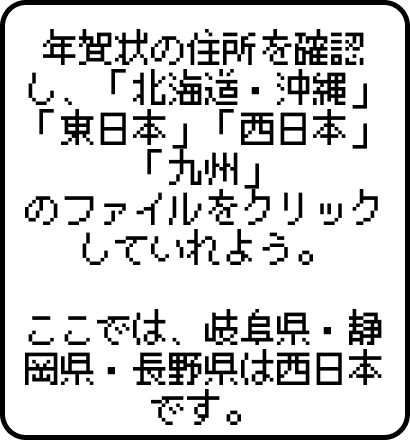 年賀状の住所を確認
し、「北海道・沖縄」
「東日本」「西日本」
「九州」
のファイルをクリック
していれよう。
ここでは、岐阜県・静
岡県・長野県は西日本
です。